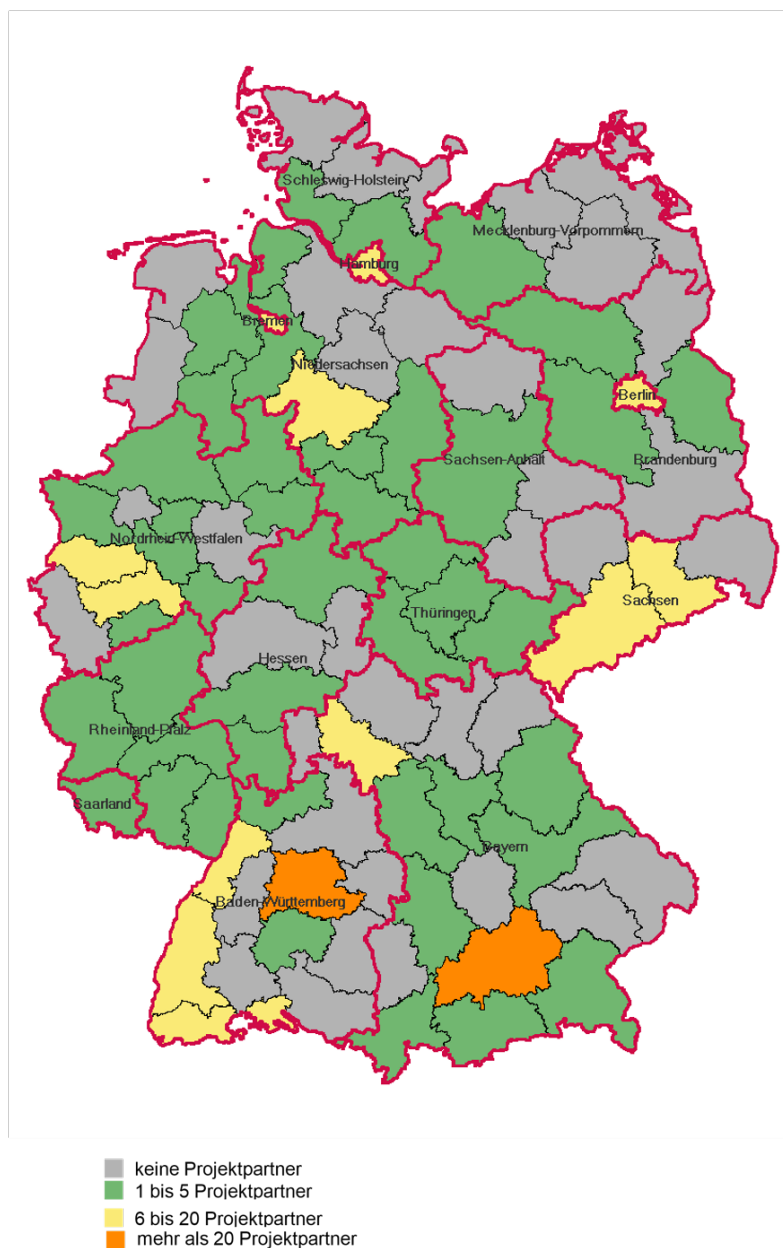 Schleswig-Holstein
Mecklenburg-Vorpommern
Hamburg
Bremen
Niedersachsen
Berlin
Sachsen-Anhalt
Brandenburg
Nordrhein-Westfalen
Thüringen
Sachsen
Hessen
Rheinland-Pfalz
Saarland
Bayern
Baden-Württemberg
keine Projektpartner
1 bis 5 Projektpartner
6 bis 20 Projektpartner
mehr als 20 Projektpartner